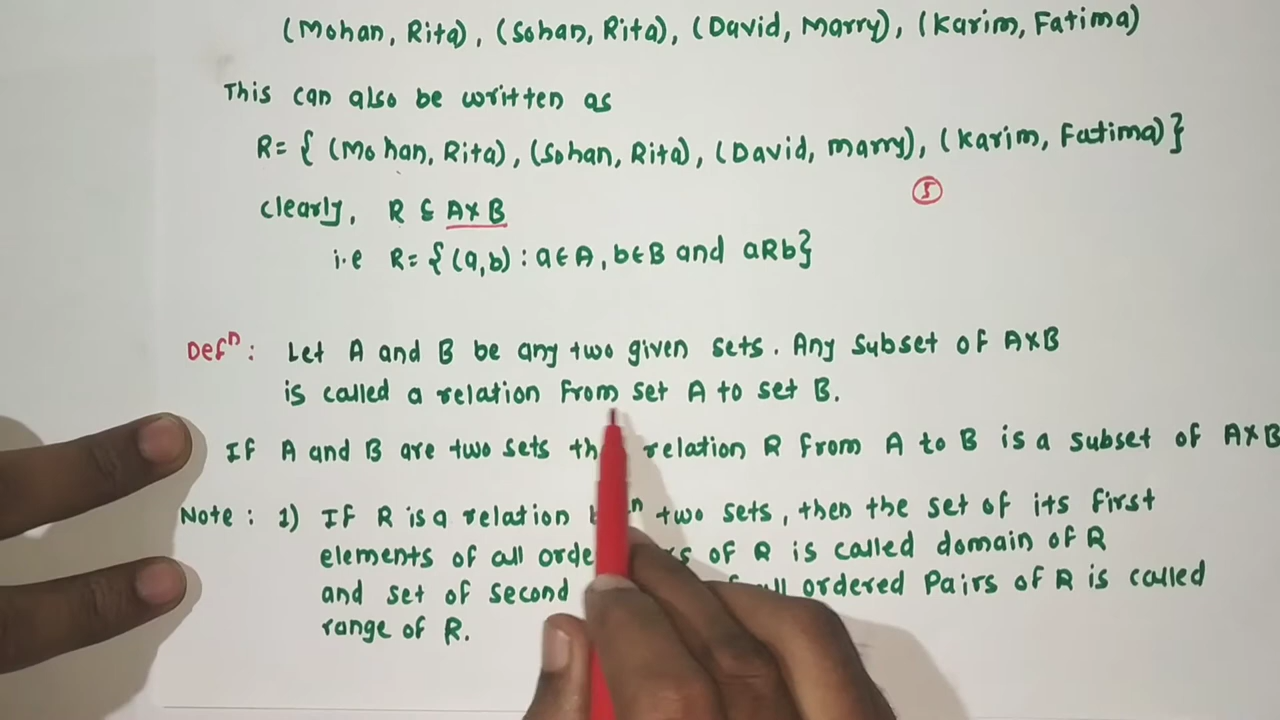 (Mohan, Rita), (Sohan, Rita), (David, Marry), (Karim, Fatima)
This can also be written as
R= { (Mohan, Rita), (Sohan, Rita), (David, marry), (Karim, Fatima)}
5
clearly, R ⊆ A×B
i.e R= {(a,b) : a∈A, b∈B and aRb}
Defⁿ: Let A and B be any two given sets. Any subset of A×B
is called a relation from set A to set B.
If A and B are two sets relation R from A to B is a subset of A×B
Note: 1) If R is a relation two sets, then the set of its first
elements of all of R is called domain of R
and set of second ordered Pairs of R is called
range of R.